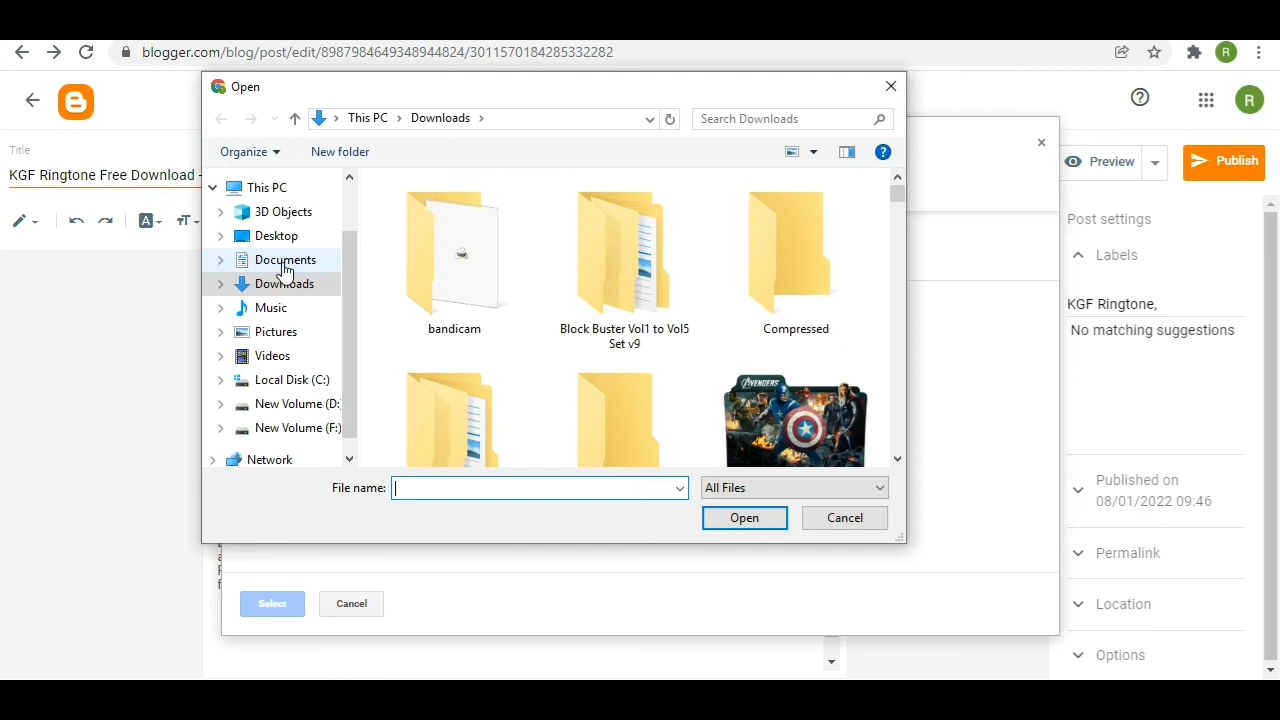 blogger.com/blog/post/edit/8987984649348944824/3011570184285332282
R
Open
This PC
Downloads
Search Downloads
Organize
New folder
R
Title
KGF Ringtone Free Download -
Preview
Publish
This PC
3D Objects
Desktop
Documents
Downloads
Music
Pictures
Videos
Local Disk (C:)
New Volume (D:
New Volume (F:)
Network
bandicam
Block Buster Vol1 to Vol5
Set v9
Compressed
AVENGERS
File name:
All Files
Open
Cancel
Select
Cancel
Post settings
Labels
KGF Ringtone,
No matching suggestions
Published on
08/01/2022 09:46
Permalink
Location
Options